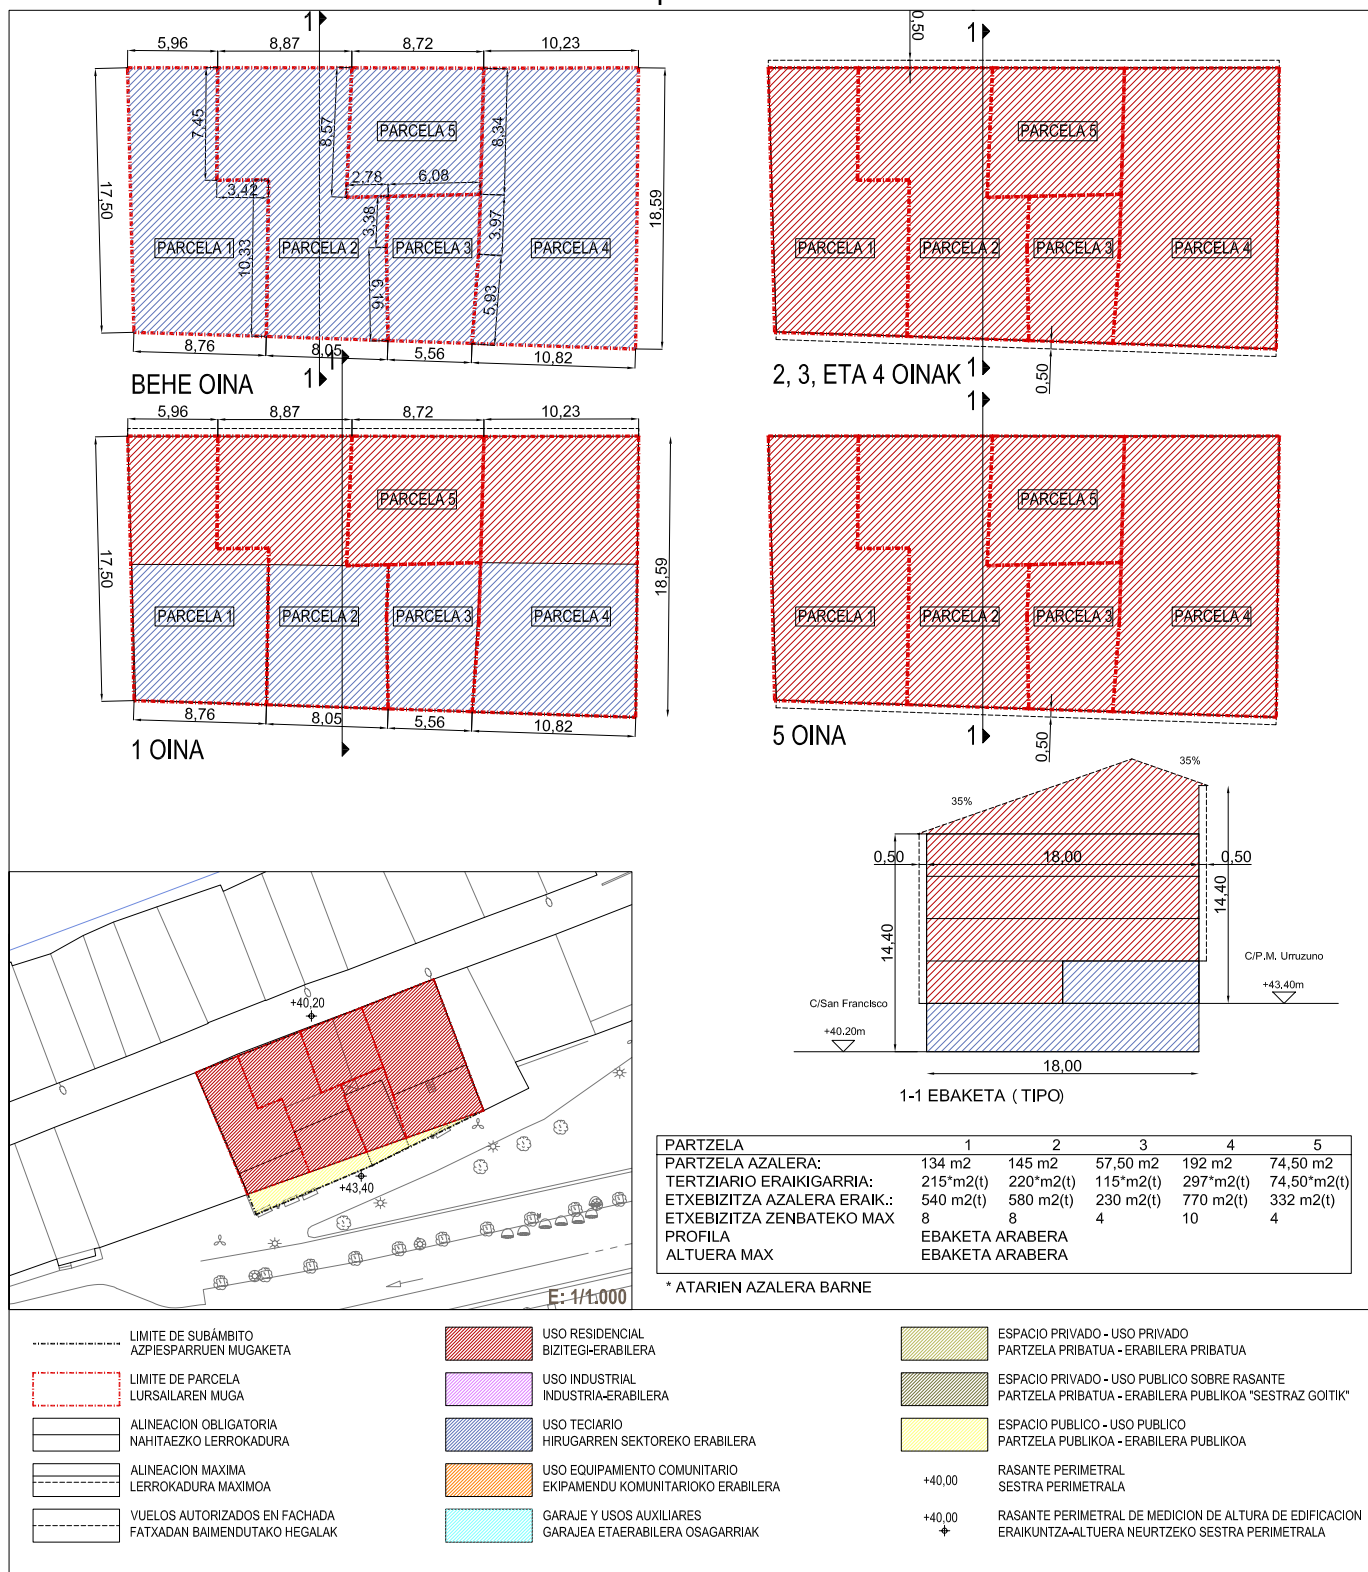 1
5,96 8,87 8,72 10,23
7,45
8,57
PARCELA 5
8,34
17,50
3,42
2,78 6,08
3,38
3,97
18,59
PARCELA 1 PARCELA 2 PARCELA 3 PARCELA 4
10,33
6,16
5,93
8,76 8,05 5,56 10,82
BEHE OINA
1
0,50
1
PARCELA 5
PARCELA 1 PARCELA 2 PARCELA 3 PARCELA 4
2, 3, ETA 4 OINAK
1
0,50
1
5,96 8,87 8,72 10,23
PARCELA 5
17,50
18,59
PARCELA 1 PARCELA 2 PARCELA 3 PARCELA 4
8,76 8,05 5,56 10,82
1 OINA
1
PARCELA 5
PARCELA 1 PARCELA 2 PARCELA 3 PARCELA 4
5 OINA
1
0,50
35%
35%
0,50 18,00 0,50
14,40
14,40
C/P.M. Urruzuno
+43,40m
C/San Francisco
+40.20m
18,00
1-1 EBAKETA ( TIPO)
+40,20
+43,40
E: 1/1.000
PARTZELA 1 2 3 4 5
PARTZELA AZALERA: 134 m2 145 m2 57,50 m2 192 m2 74,50 m2
TERTZIARIO ERAIKIGARRIA: 215*m2(t) 220*m2(t) 115*m2(t) 297*m2(t) 74,50*m2(t)
ETXEBIZITZA AZALERA ERAIK.: 540 m2(t) 580 m2(t) 230 m2(t) 770 m2(t) 332 m2(t)
ETXEBIZITZA ZENBATEKO MAX 8 8 4 10 4
PROFILA EBAKETA ARABERA
ALTUERA MAX EBAKETA ARABERA
* ATARIEN AZALERA BARNE
LIMITE DE SUBÁMBITO
AZPIESPARRUEN MUGAKETA
LIMITE DE PARCELA
LURSAILAREN MUGA
ALINEACION OBLIGATORIA
NAHITAEZKO LERROKADURA
ALINEACION MAXIMA
LERROKADURA MAXIMOA
VUELOS AUTORIZADOS EN FACHADA
FATXADAN BAIMENDUTAKO HEGALAK
USO RESIDENCIAL
BIZITEGI-ERABILERA
USO INDUSTRIAL
INDUSTRIA-ERABILERA
USO TECIARIO
HIRUGARREN SEKTOREKO ERABILERA
USO EQUIPAMIENTO COMUNITARIO
EKIPAMENDU KOMUNITARIOKO ERABILERA
GARAJE Y USOS AUXILIARES
GARAJEA ETAERABILERA OSAGARRIAK
ESPACIO PRIVADO - USO PRIVADO
PARTZELA PRIBATUA - ERABILERA PRIBATUA
ESPACIO PRIVADO - USO PUBLICO SOBRE RASANTE
PARTZELA PRIBATUA - ERABILERA PUBLIKOA "SESTRAZ GOITIK"
ESPACIO PUBLICO - USO PUBLICO
PARTZELA PUBLIKOA - ERABILERA PUBLIKOA
+40,00 RASANTE PERIMETRAL
SESTRA PERIMETRALA
+40,00 RASANTE PERIMETRAL DE MEDICION DE ALTURA DE EDIFICACION
ERAIKUNTZA-ALTUERA NEURTZEKO SESTRA PERIMETRALA